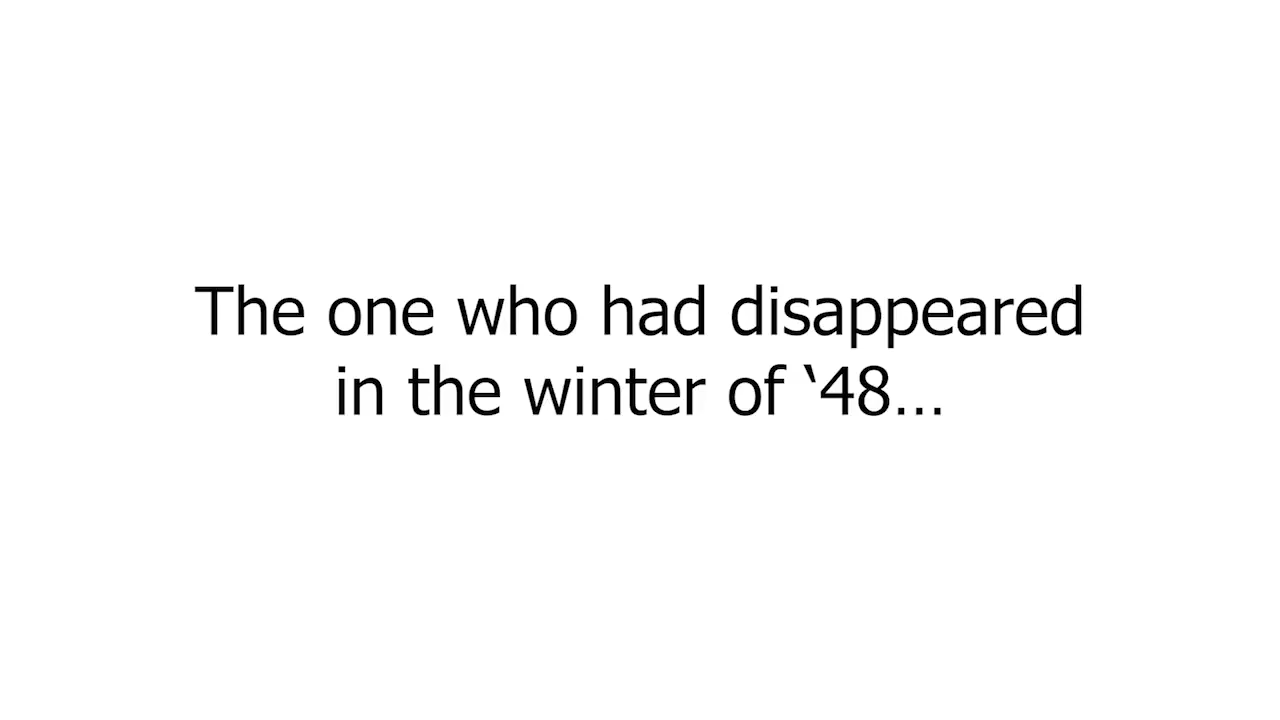 The one who had disappeared
in the winter of ‘48…